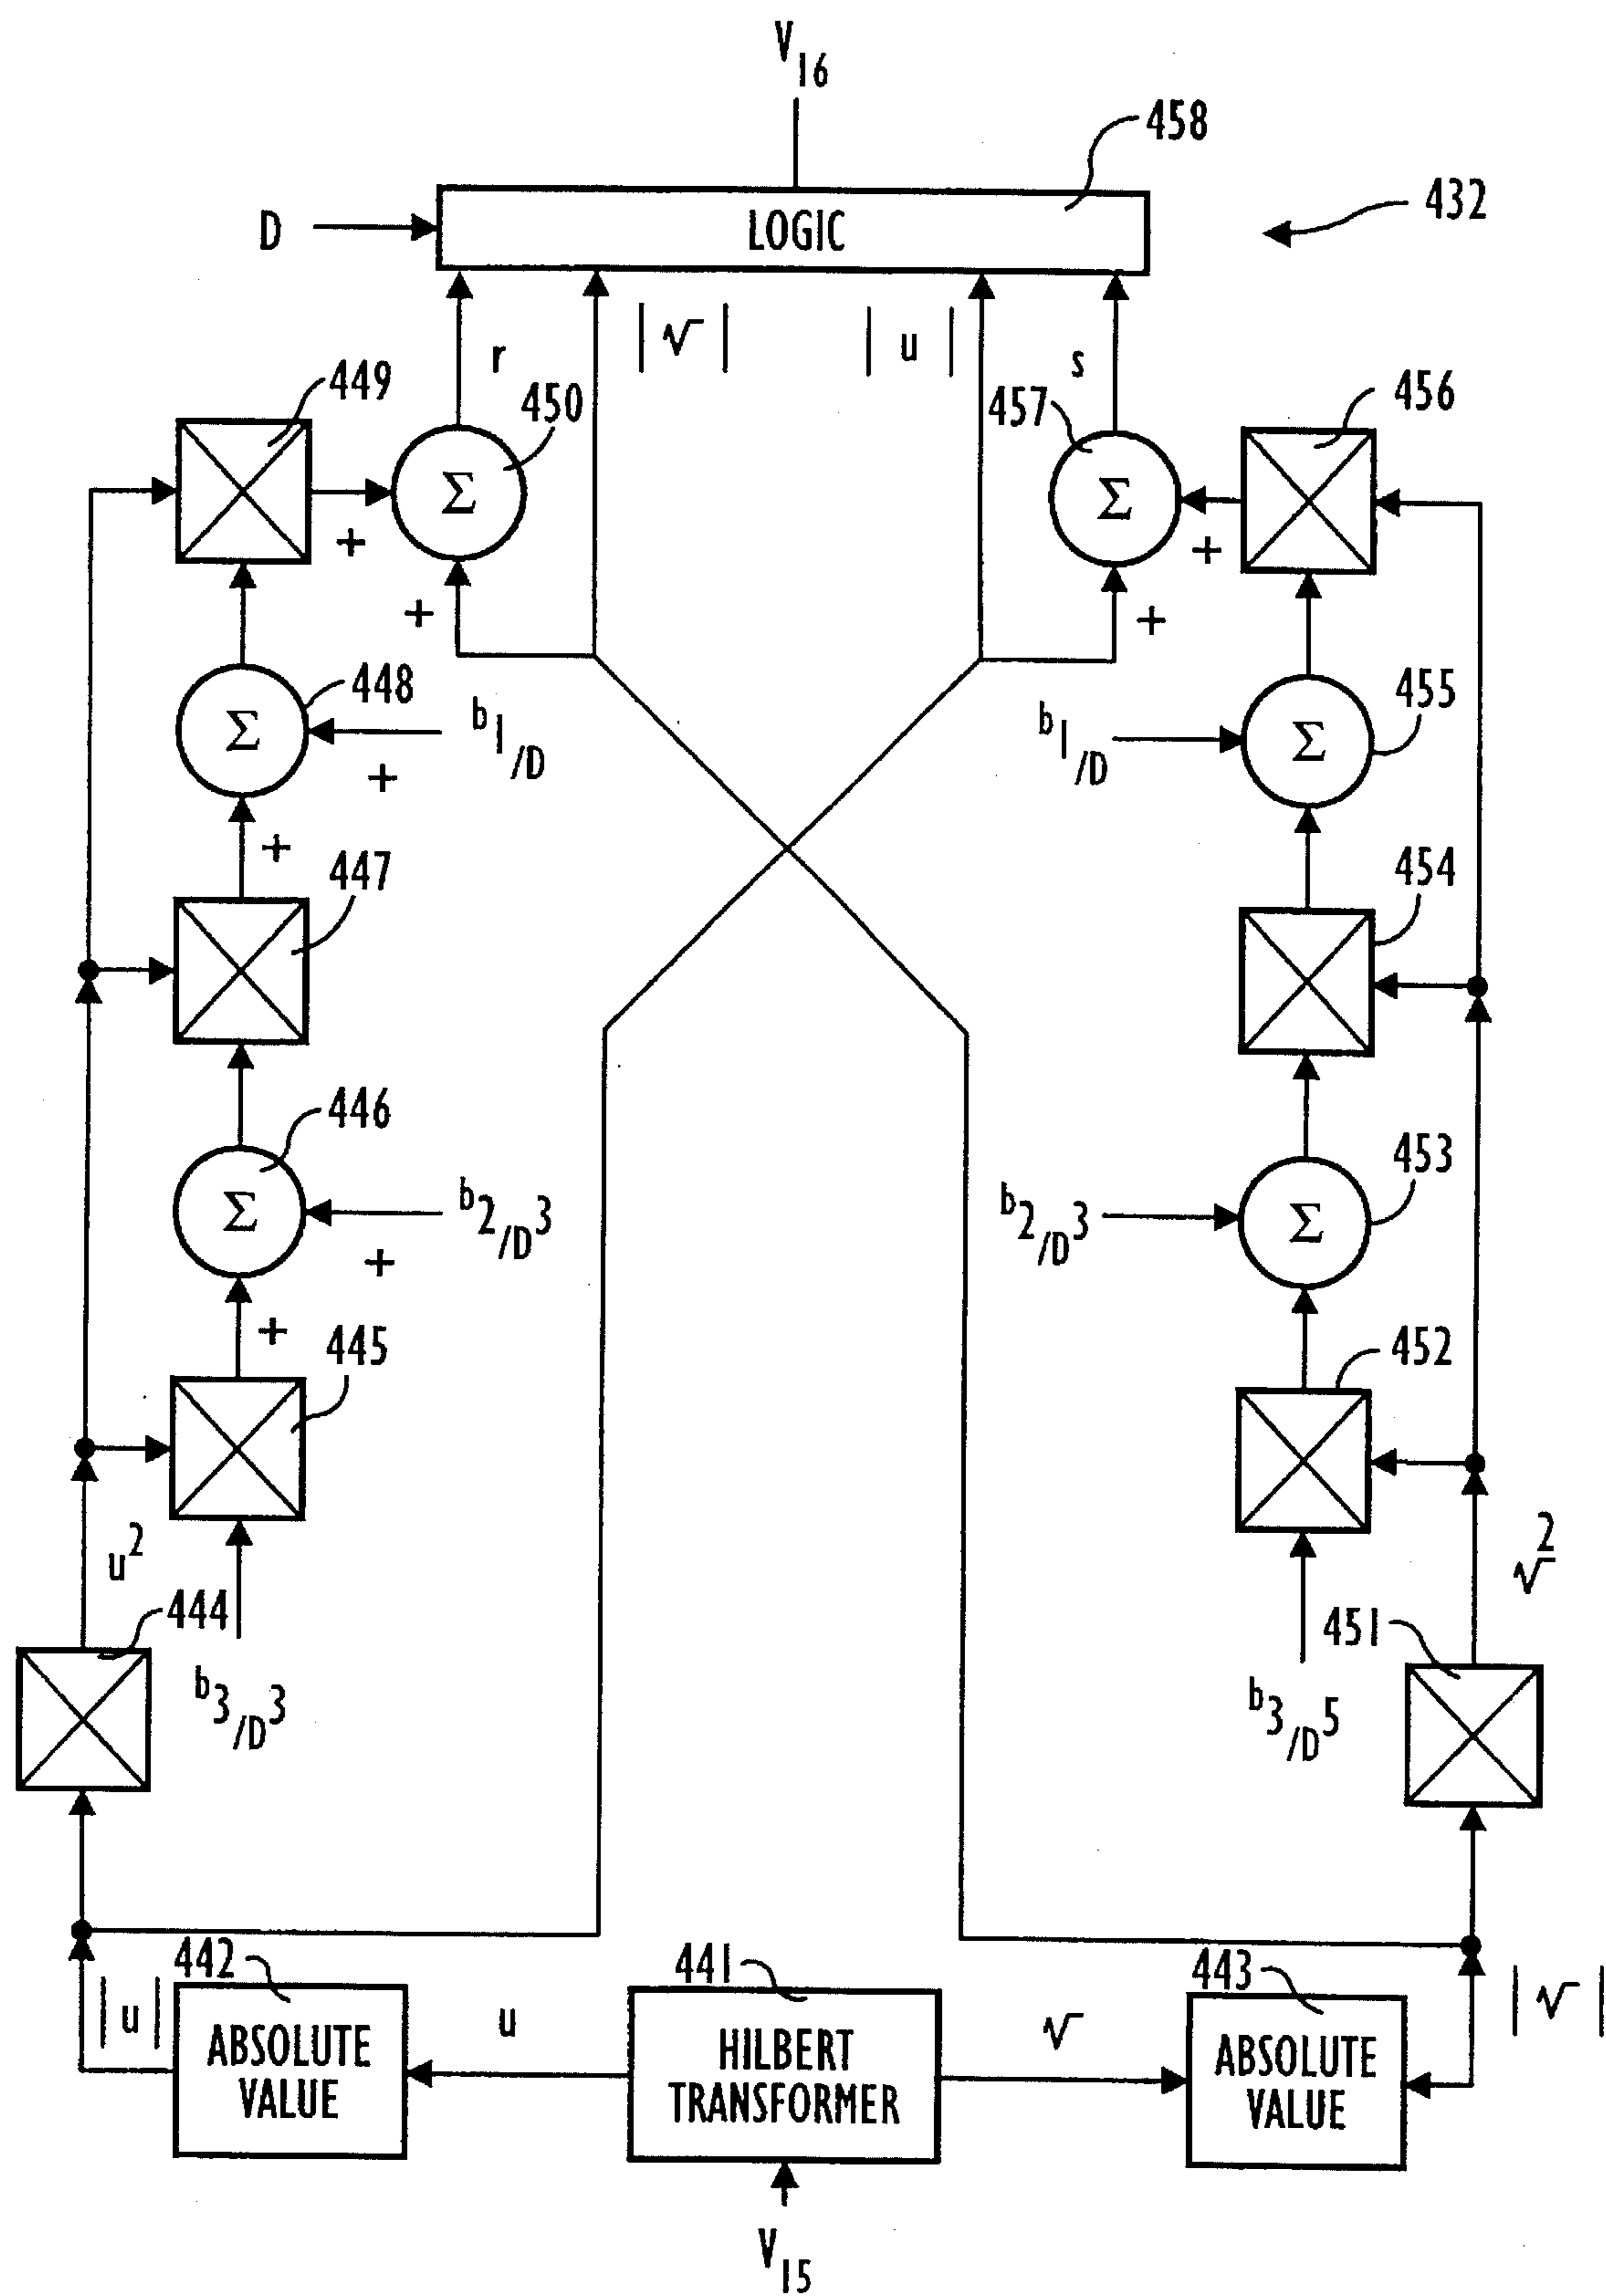 V16
458
D
LOGIC
432
r
|√|
|u|
s
449
450
457
456
Σ
Σ
+
+
+
+
448
455
Σ
b1/D
b1/D
Σ
+
+
447
454
446
453
Σ
b2/D3
b2/D3
Σ
+
+
445
452
u2
√2
444
451
b3/D3
b3/D5
442
441
443
|u|
ABSOLUTE
VALUE
u
HILBERT
TRANSFORMER
√
ABSOLUTE
VALUE
|√|
V15